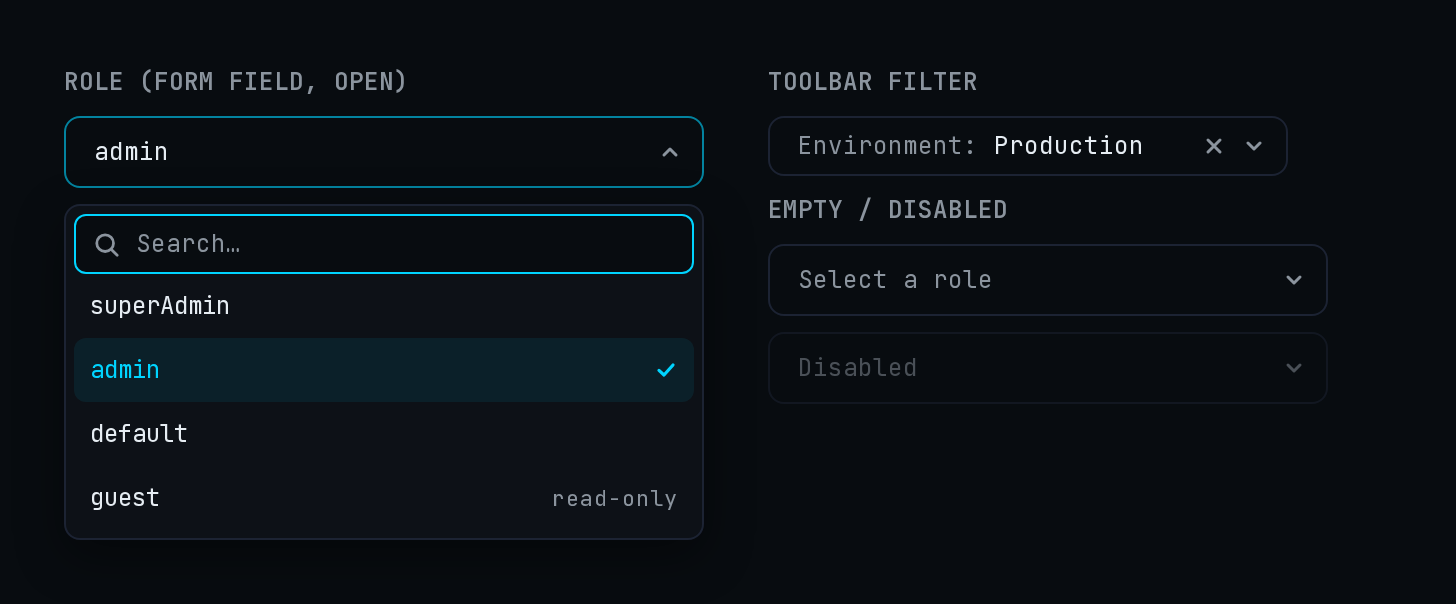 ROLE (FORM FIELD, OPEN)
admin
Search…
superAdmin
admin
default
guest read-only
TOOLBAR FILTER
Environment: Production
EMPTY / DISABLED
Select a role
Disabled